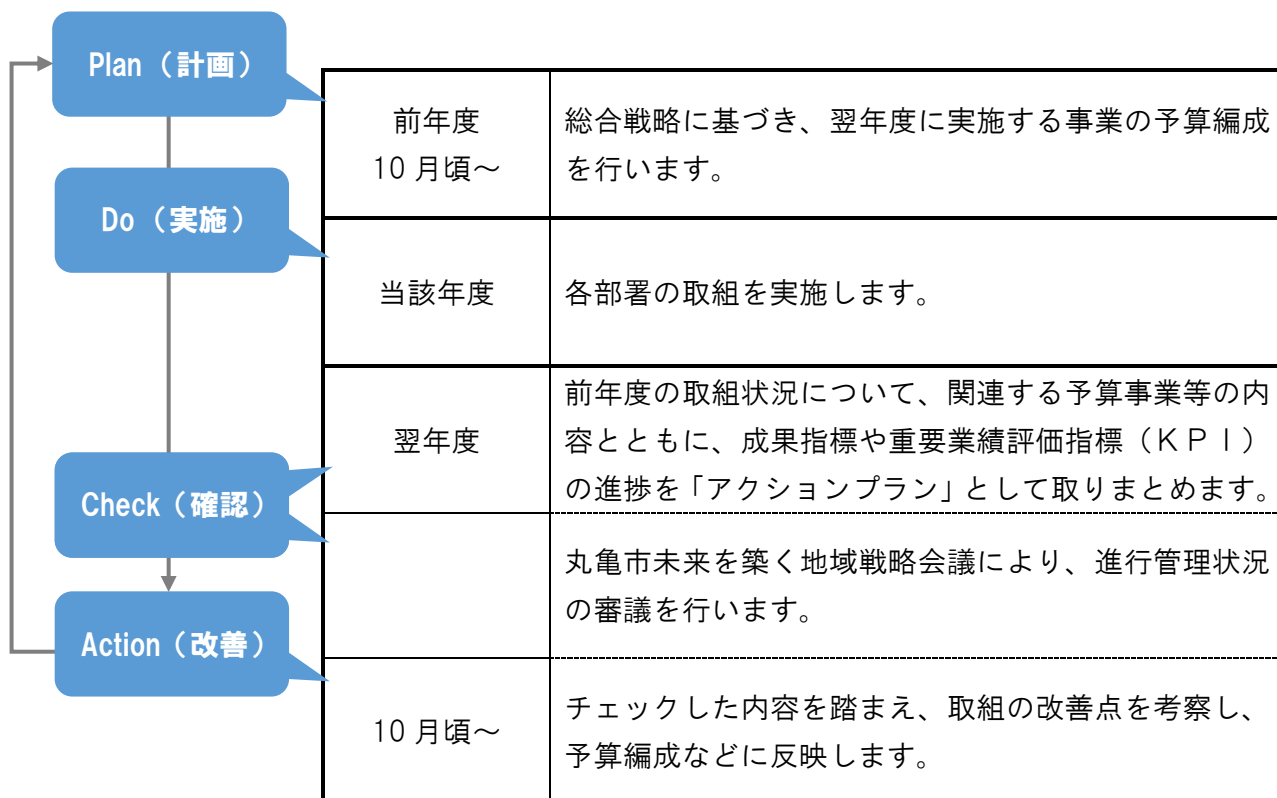 Plan（計画）
前年度
10月頃～
総合戦略に基づき、翌年度に実施する事業の予算編成
を行います。
Do（実施）
当該年度
各部署の取組を実施します。
翌年度
前年度の取組状況について、関連する予算事業等の内
容とともに、成果指標や重要業績評価指標（ＫＰＩ）
の進捗を「アクションプラン」として取りまとめます。
Check（確認）
丸亀市未来を築く地域戦略会議により、進行管理状況
の審議を行います。
Action（改善）
10月頃～
チェックした内容を踏まえ、取組の改善点を考察し、
予算編成などに反映します。